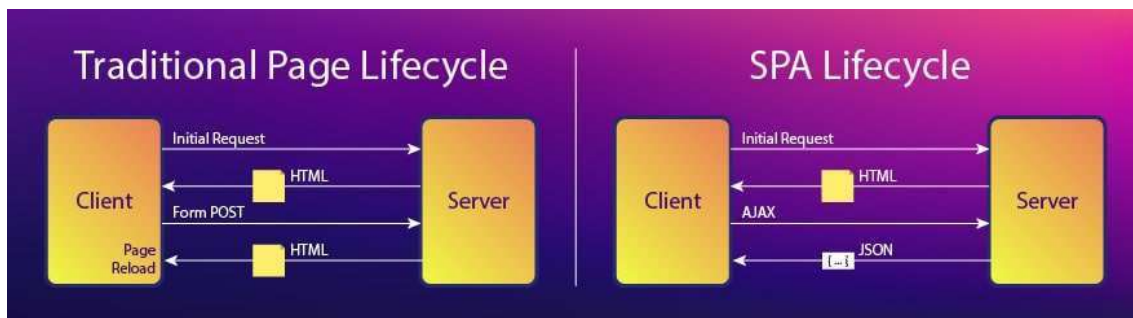 Traditional Page Lifecycle
Client
Initial Request
HTML
Form POST
HTML
Page
Reload
Server
SPA Lifecycle
Client
Initial Request
HTML
AJAX
{...{
JSON
Server